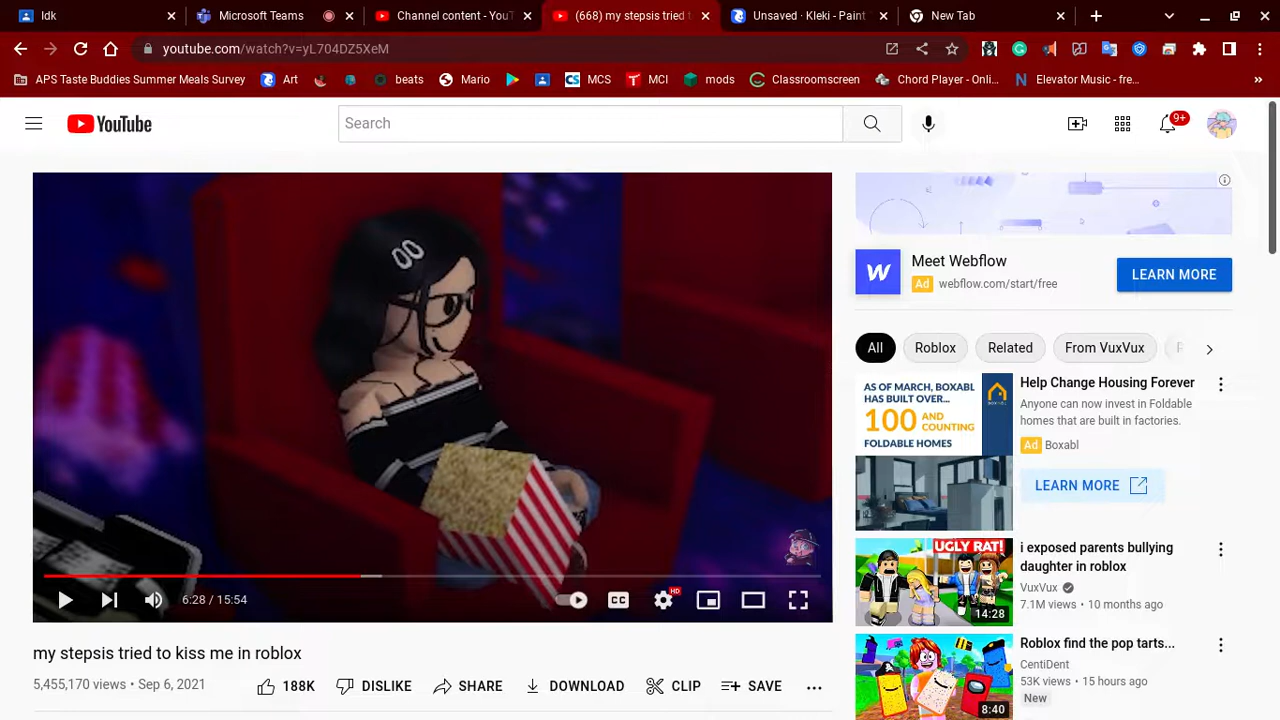 Idk
Microsoft Teams
Channel content - YouT
(668) my stepsis tried t
Unsaved · Kleki - Paint
New Tab
youtube.com/watch?v=yL704DZ5XeM
APS Taste Buddies Summer Meals Survey
Art
beats
Mario
MCS
MCI
mods
Classroomscreen
Chord Player - Onli...
Elevator Music - fre...
»
YouTube
Search
9+
Meet Webflow
Ad webflow.com/start/free
LEARN MORE
All
Roblox
Related
From VuxVux
AS OF MARCH, BOXABL
HAS BUILT OVER...
100 AND
COUNTING
FOLDABLE HOMES
Help Change Housing Forever
Anyone can now invest in Foldable
homes that are built in factories.
Ad Boxabl
LEARN MORE
UGLY RAT!
14:28
i exposed parents bullying
daughter in roblox
VuxVux
7.1M views • 10 months ago
8:40
Roblox find the pop tarts...
CentiDent
53K views • 15 hours ago
New
6:28 / 15:54
CC
HD
my stepsis tried to kiss me in roblox
5,455,170 views • Sep 6, 2021
188K
DISLIKE
SHARE
DOWNLOAD
CLIP
SAVE